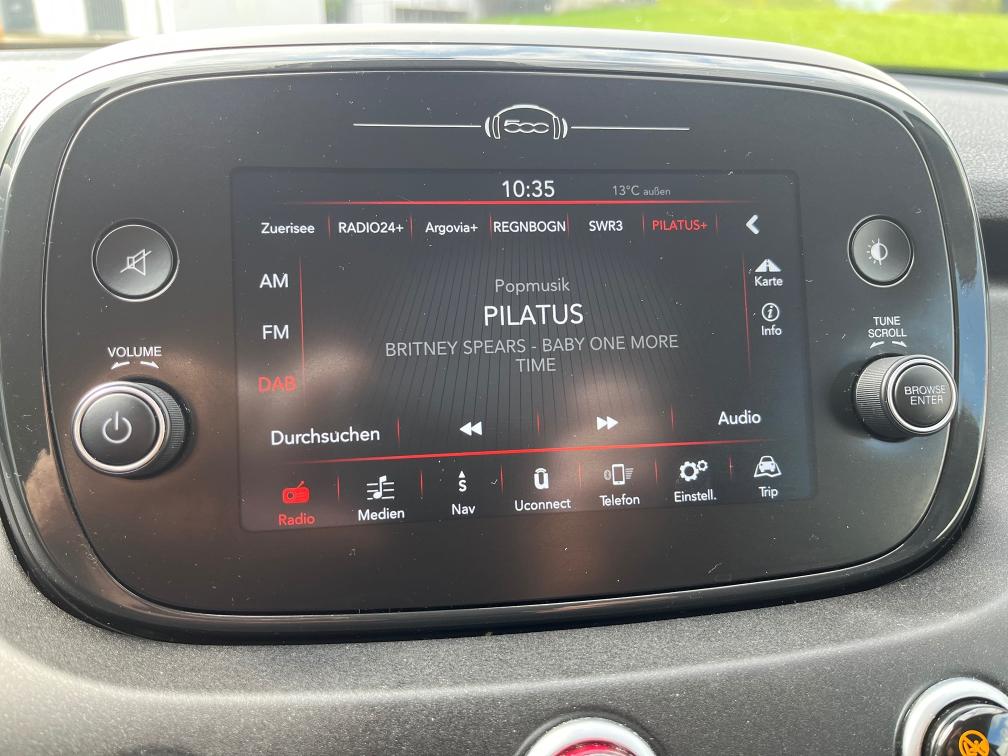 500
10:35 13°C außen
Zuerisee RADIO24+ Argovia+ REGNBOGN SWR3 PILATUS+
AM
FM
DAB
Popmusik
PILATUS
BRITNEY SPEARS - BABY ONE MORE
TIME
Karte
Info
Durchsuchen
Audio
Radio Medien S Nav Uconnect Telefon Einstell. Trip
VOLUME
TUNE
SCROLL
BROWSE
ENTER